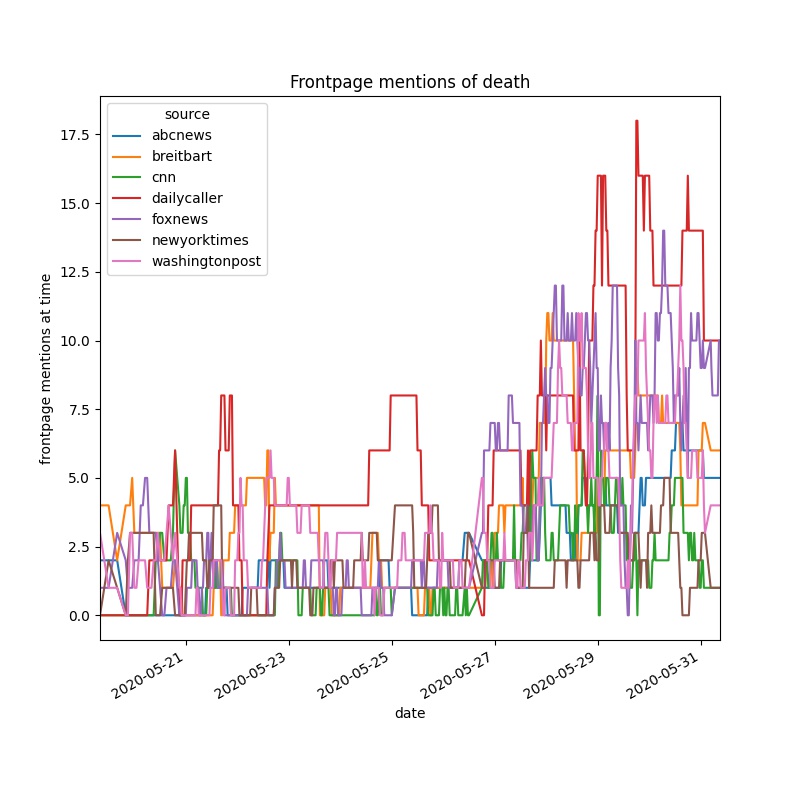 Frontpage mentions of death
source
abcnews
breitbart
cnn
dailycaller
foxnews
newyorktimes
washingtonpost
17.5
15.0
12.5
10.0
7.5
5.0
2.5
0.0
frontpage mentions at time
2020-05-21
2020-05-23
2020-05-25
2020-05-27
2020-05-29
2020-05-31
date